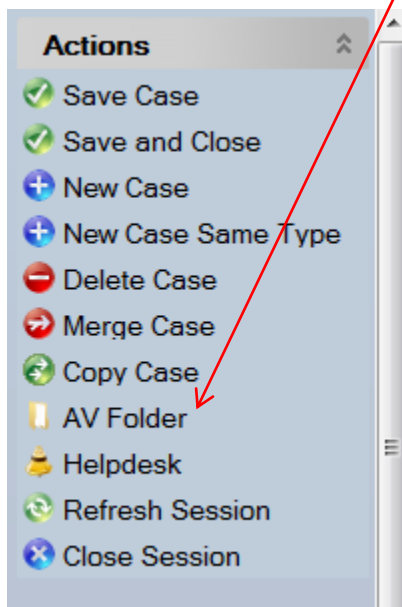 Actions
Save Case
Save and Close
New Case
New Case Same Type
Delete Case
Merge Case
Copy Case
AV Folder
Helpdesk
Refresh Session
Close Session